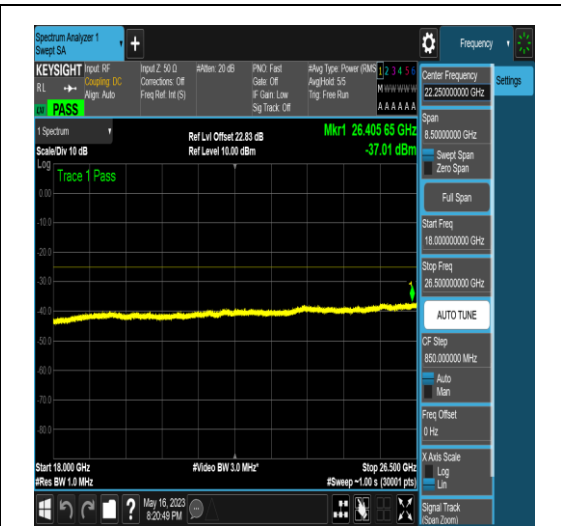 Spectrum Analyzer 1
Swept SA
+
Frequency
KEYSIGHT
RL
PASS
Input: RF
Coupling: DC
Align: Auto
Input Z: 50 Ω
Corrections: Off
Freq Ref: Int (S)
#Atten: 20 dB
PNO: Fast
Gate: Off
IF Gain: Low
Sig Track: Off
#Avg Type: Power (RMS
Avg|Hold: 5/5
Trig: Free Run
1 2 3 4 5 6
M W W W W W
A A A A A A
1 Spectrum
Scale/Div 10 dB
Log
Ref Lvl Offset 22.83 dB
Ref Level 10.00 dBm
Mkr1 26.405 65 GHz
-37.01 dBm
Trace 1 Pass
0.00
-10.0
-20.0
-30.0
-40.0
-50.0
-60.0
-70.0
-80.0
1
Start 18.000 GHz
#Res BW 1.0 MHz
#Video BW 3.0 MHz*
Stop 26.500 GHz
#Sweep ~1.00 s (30001 pts)
Center Frequency
22.250000000 GHz
Settings
Span
8.50000000 GHz
Swept Span
Zero Span
Full Span
Start Freq
18.000000000 GHz
Stop Freq
26.500000000 GHz
AUTO TUNE
CF Step
850.000000 MHz
Auto
Man
Freq Offset
0 Hz
X Axis Scale
Log
Lin
Signal Track
(Span Zoom)
?
May 16, 2023
8:20:49 PM